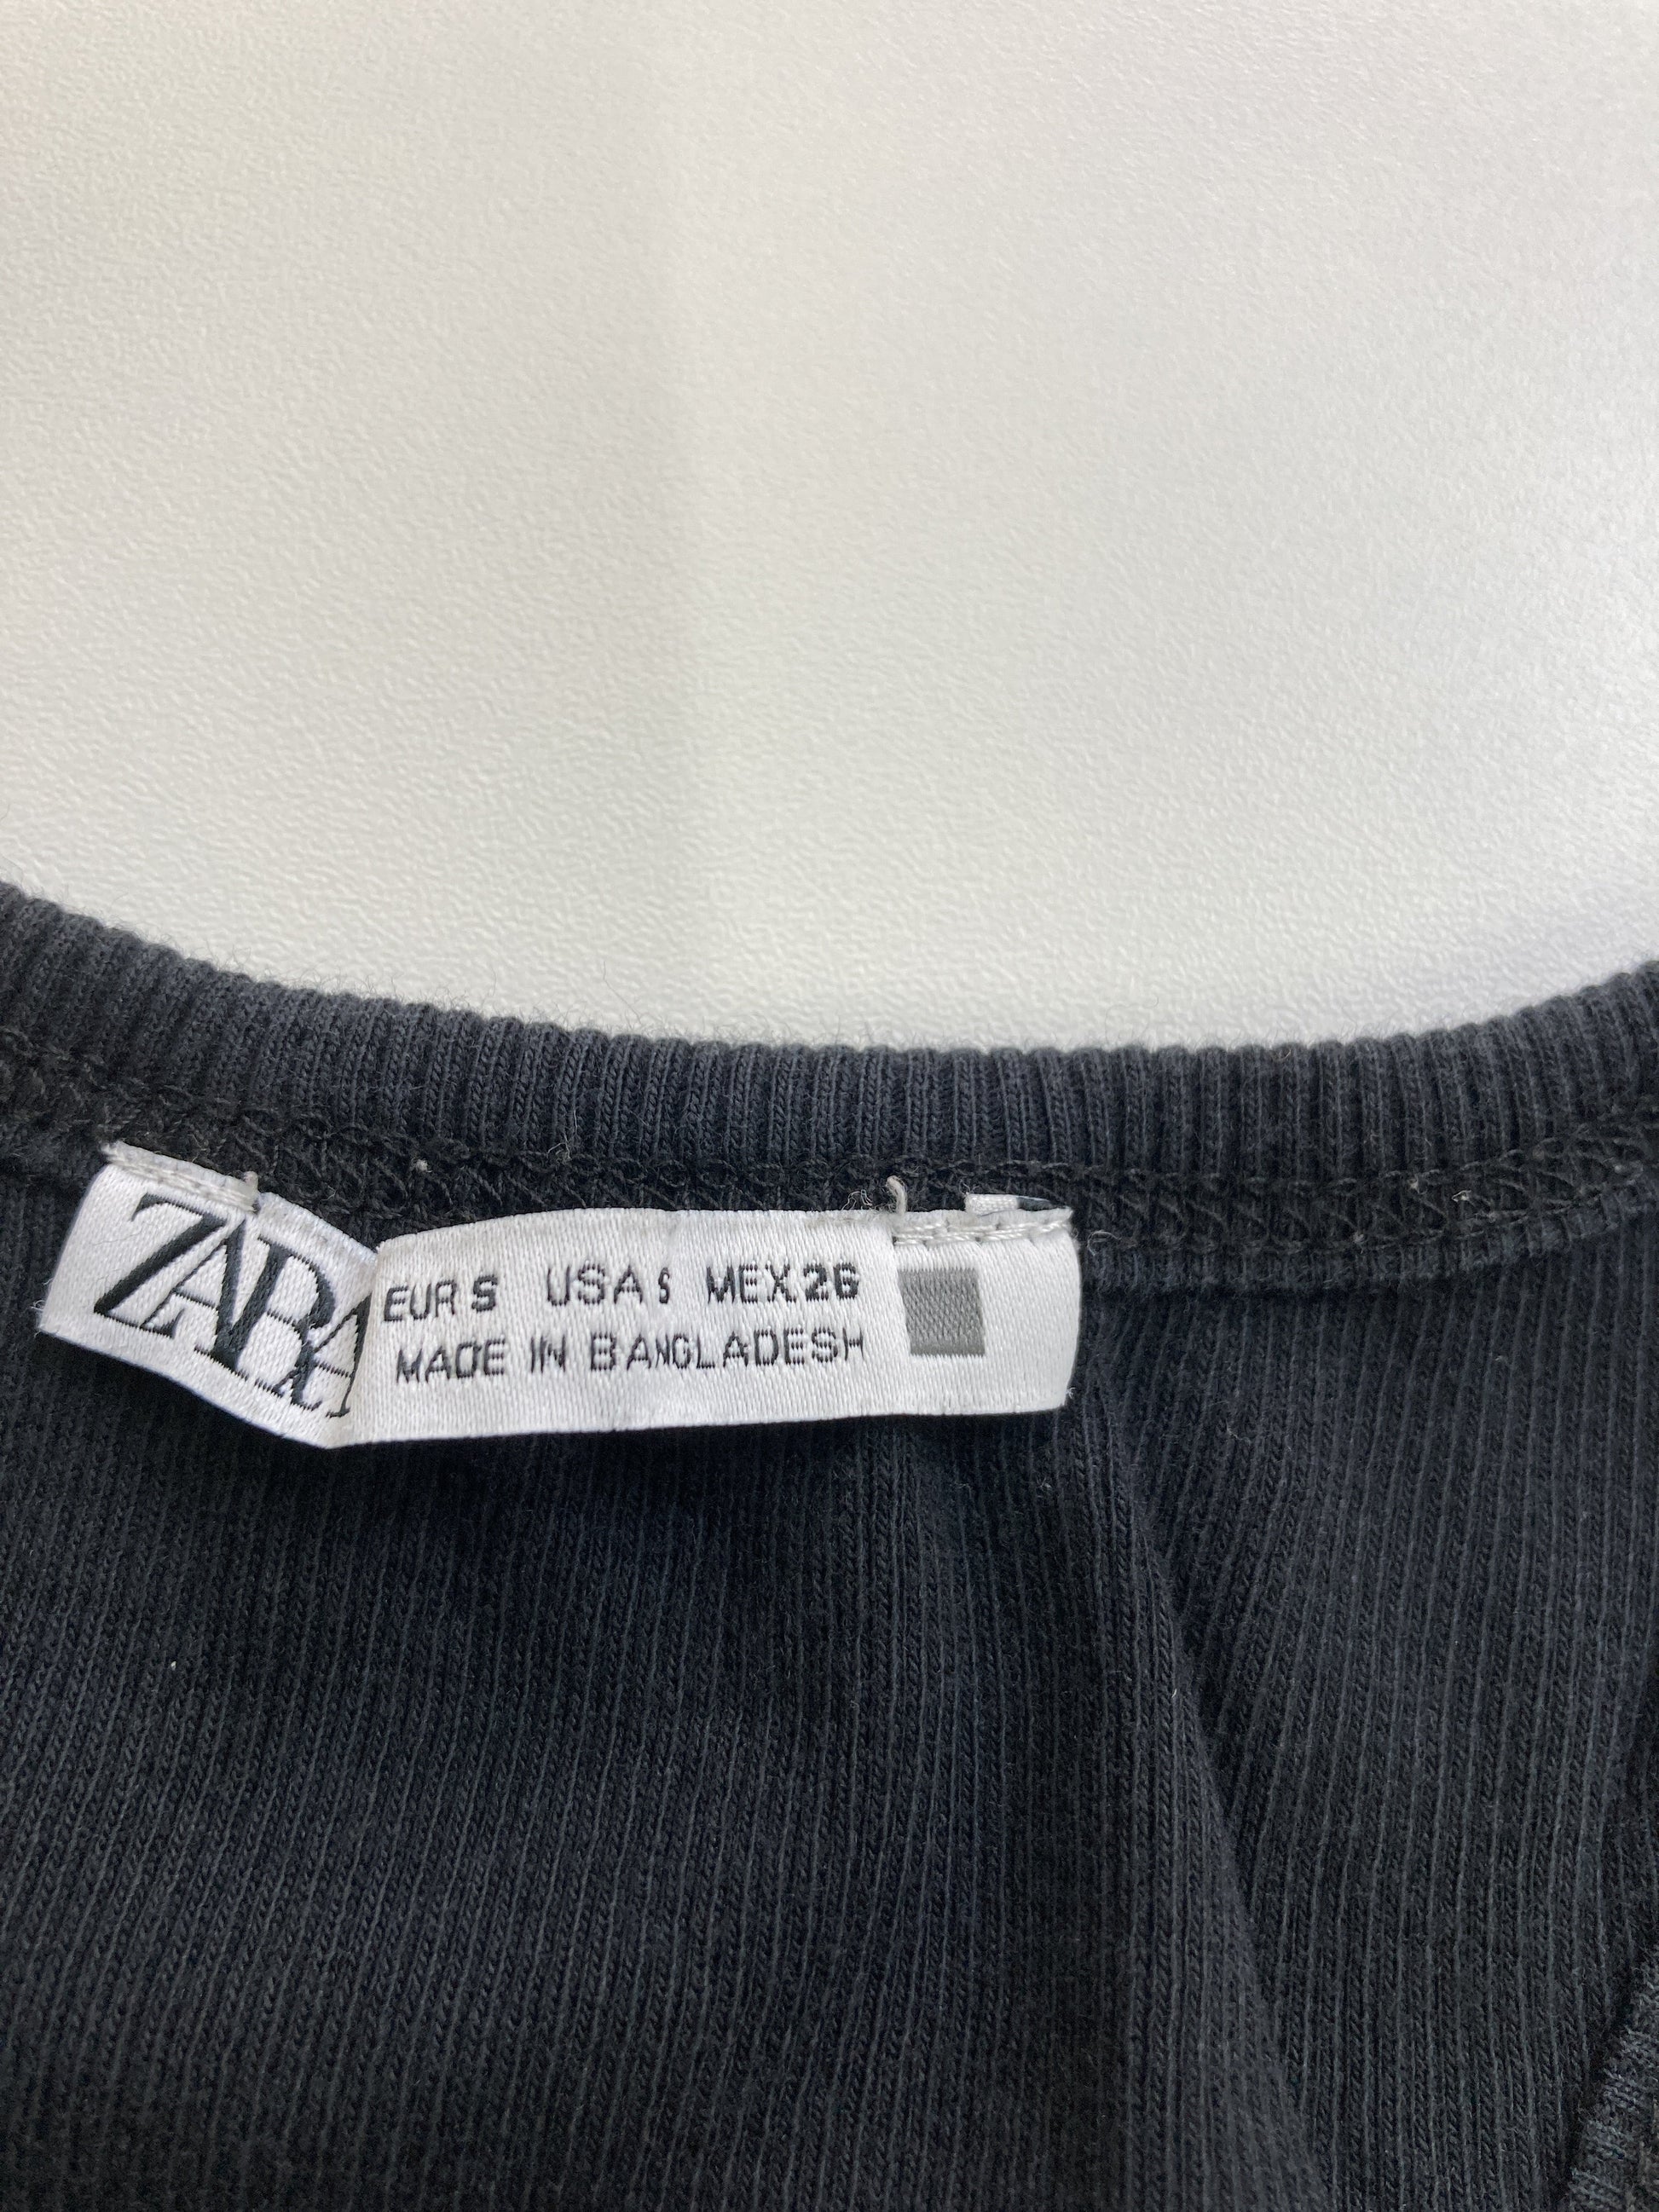 ZARA
EUR S USA S MEX 26
MADE IN BANGLADESH